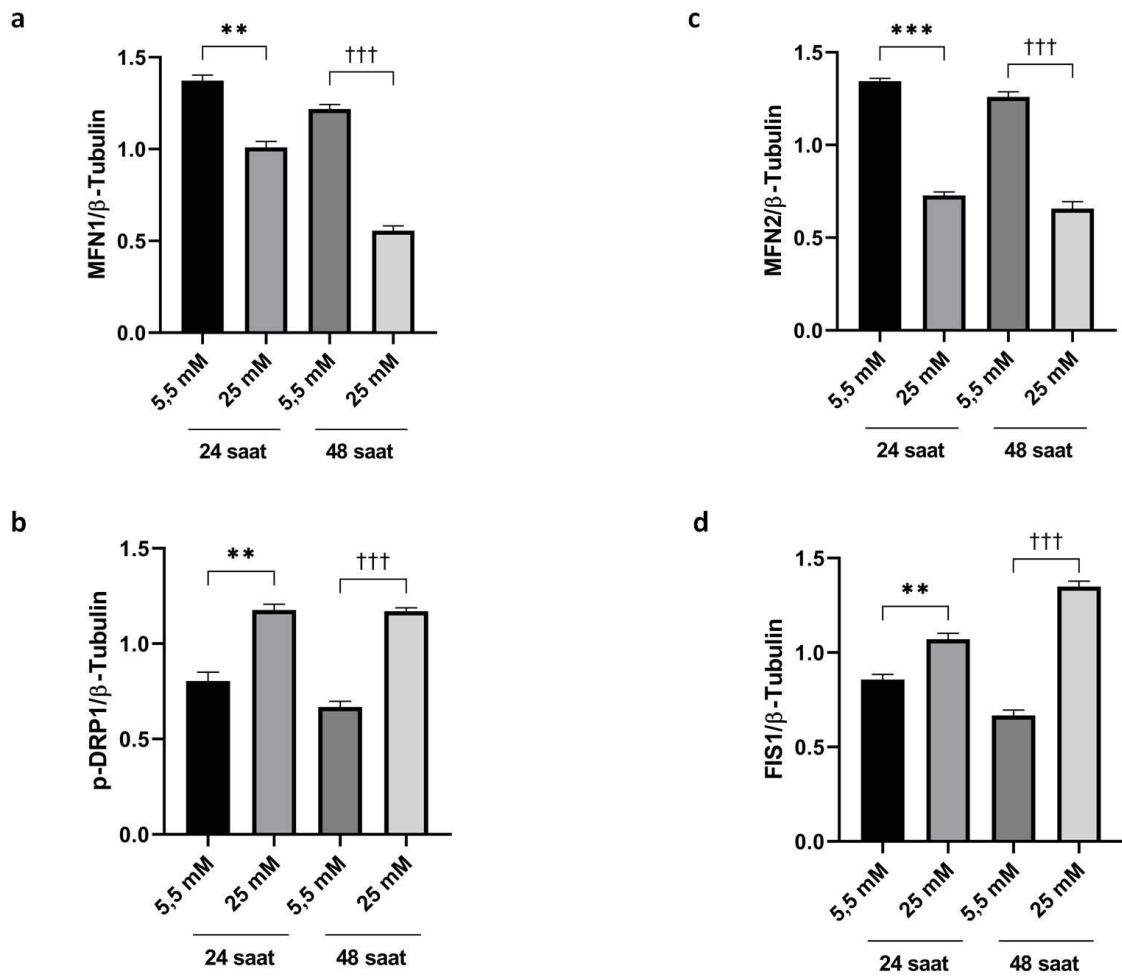 a
**
†††
1.5
1.0
0.5
0.0
MFN1/β-Tubulin
5,5 mM
25 mM
5,5 mM
25 mM
24 saat
48 saat
c
***
†††
1.5
1.0
0.5
0.0
MFN2/β-Tubulin
5,5 mM
25 mM
5,5 mM
25 mM
24 saat
48 saat
b
**
†††
1.5
1.0
0.5
0.0
p-DRP1/β-Tubulin
5,5 mM
25 mM
5,5 mM
25 mM
24 saat
48 saat
d
**
†††
1.5
1.0
0.5
0.0
FIS1/β-Tubulin
5,5 mM
25 mM
5,5 mM
25 mM
24 saat
48 saat